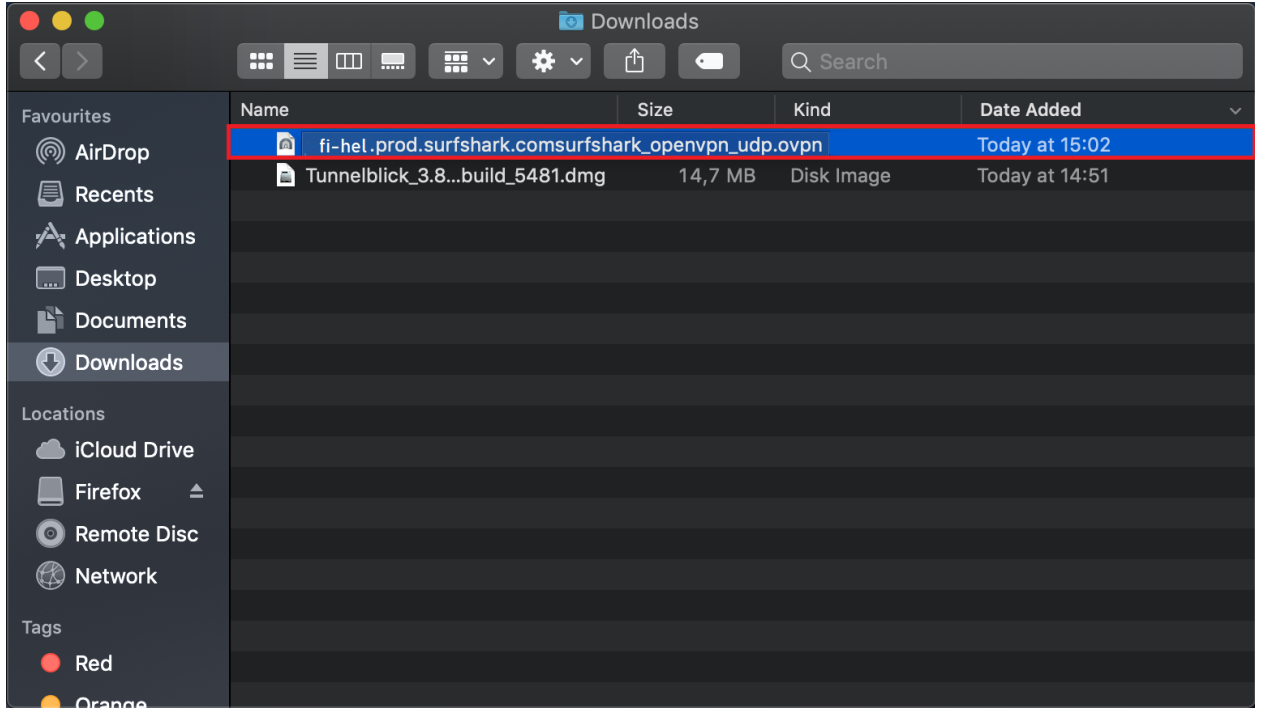 Downloads
Search
Favourites
AirDrop
Recents
Applications
Desktop
Documents
Downloads
Locations
iCloud Drive
Firefox
Remote Disc
Network
Tags
Red
Orange
Name Size Kind Date Added
fi-hel.prod.surfshark.comsurfshark_openvpn_udp.ovpn Today at 15:02
Tunnelblick_3.8...build_5481.dmg 14,7 MB Disk Image Today at 14:51